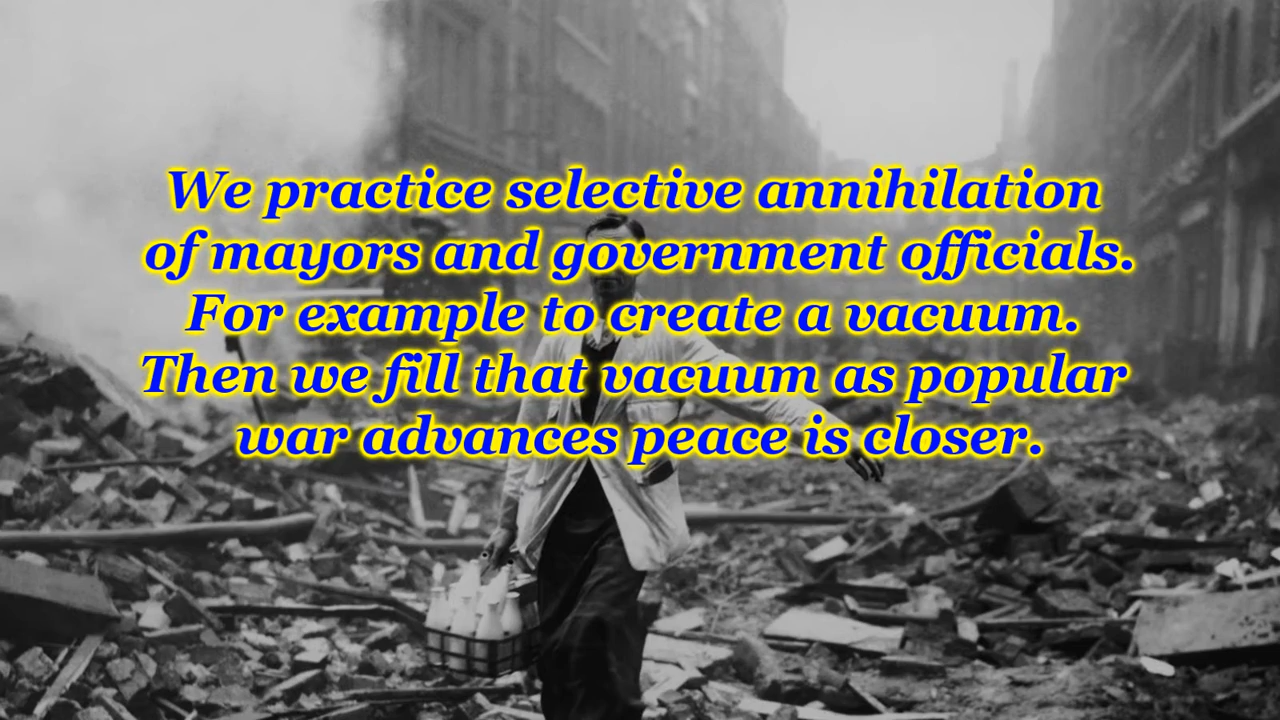 We practice selective annihilation
of mayors and government officials.
For example to create a vacuum.
Then we fill that vacuum as popular
war advances peace is closer.